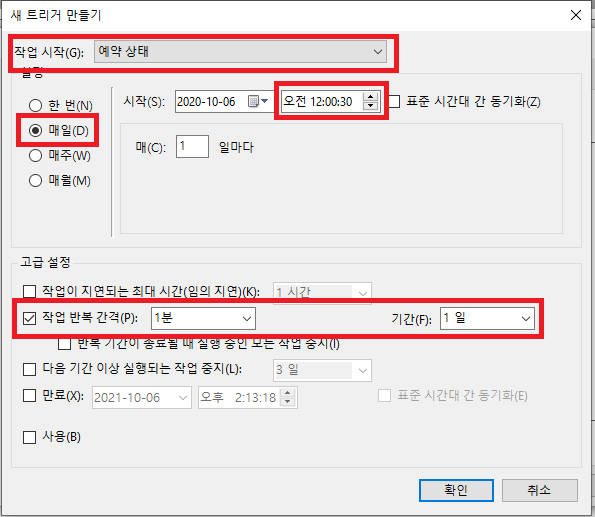 새 트리거 만들기
작업 시작(G): 예약 상태
설정
한 번(N)
매일(D)
매주(W)
매월(M)
시작(S): 2020-10-06 오전 12:00:30 표준 시간대 간 동기화(Z)
매(C): 1 일마다
고급 설정
작업이 지연되는 최대 시간(임의 지연)(K): 1 시간
작업 반복 간격(P): 1분 기간(F): 1 일
반복 기간이 종료될 때 실행 중인 모든 작업 중지(I)
다음 기간 이상 실행되는 작업 중지(L): 3 일
만료(X): 2021-10-06 오후 2:13:18 표준 시간대 간 동기화(E)
사용(B)
확인 취소